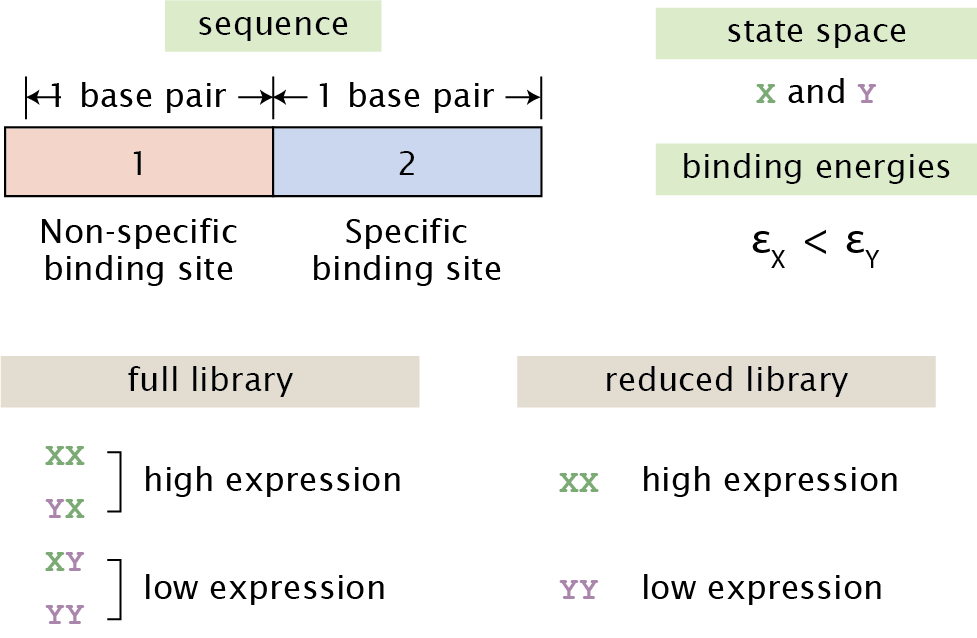 sequence
1 base pair
1 base pair
1
2
Non-specific
binding site
Specific
binding site
state space
X and Y
binding energies
εX < εY
full library
XX
YX
high expression
XY
YY
low expression
reduced library
XX high expression
YY low expression